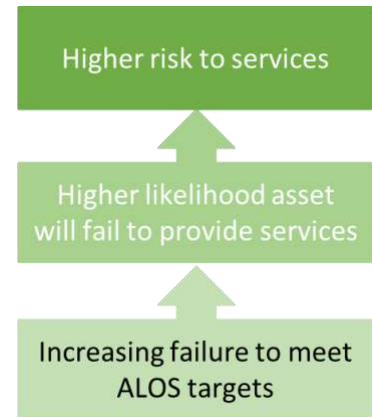 Higher risk to services
Higher likelihood asset
will fail to provide services
Increasing failure to meet
ALOS targets